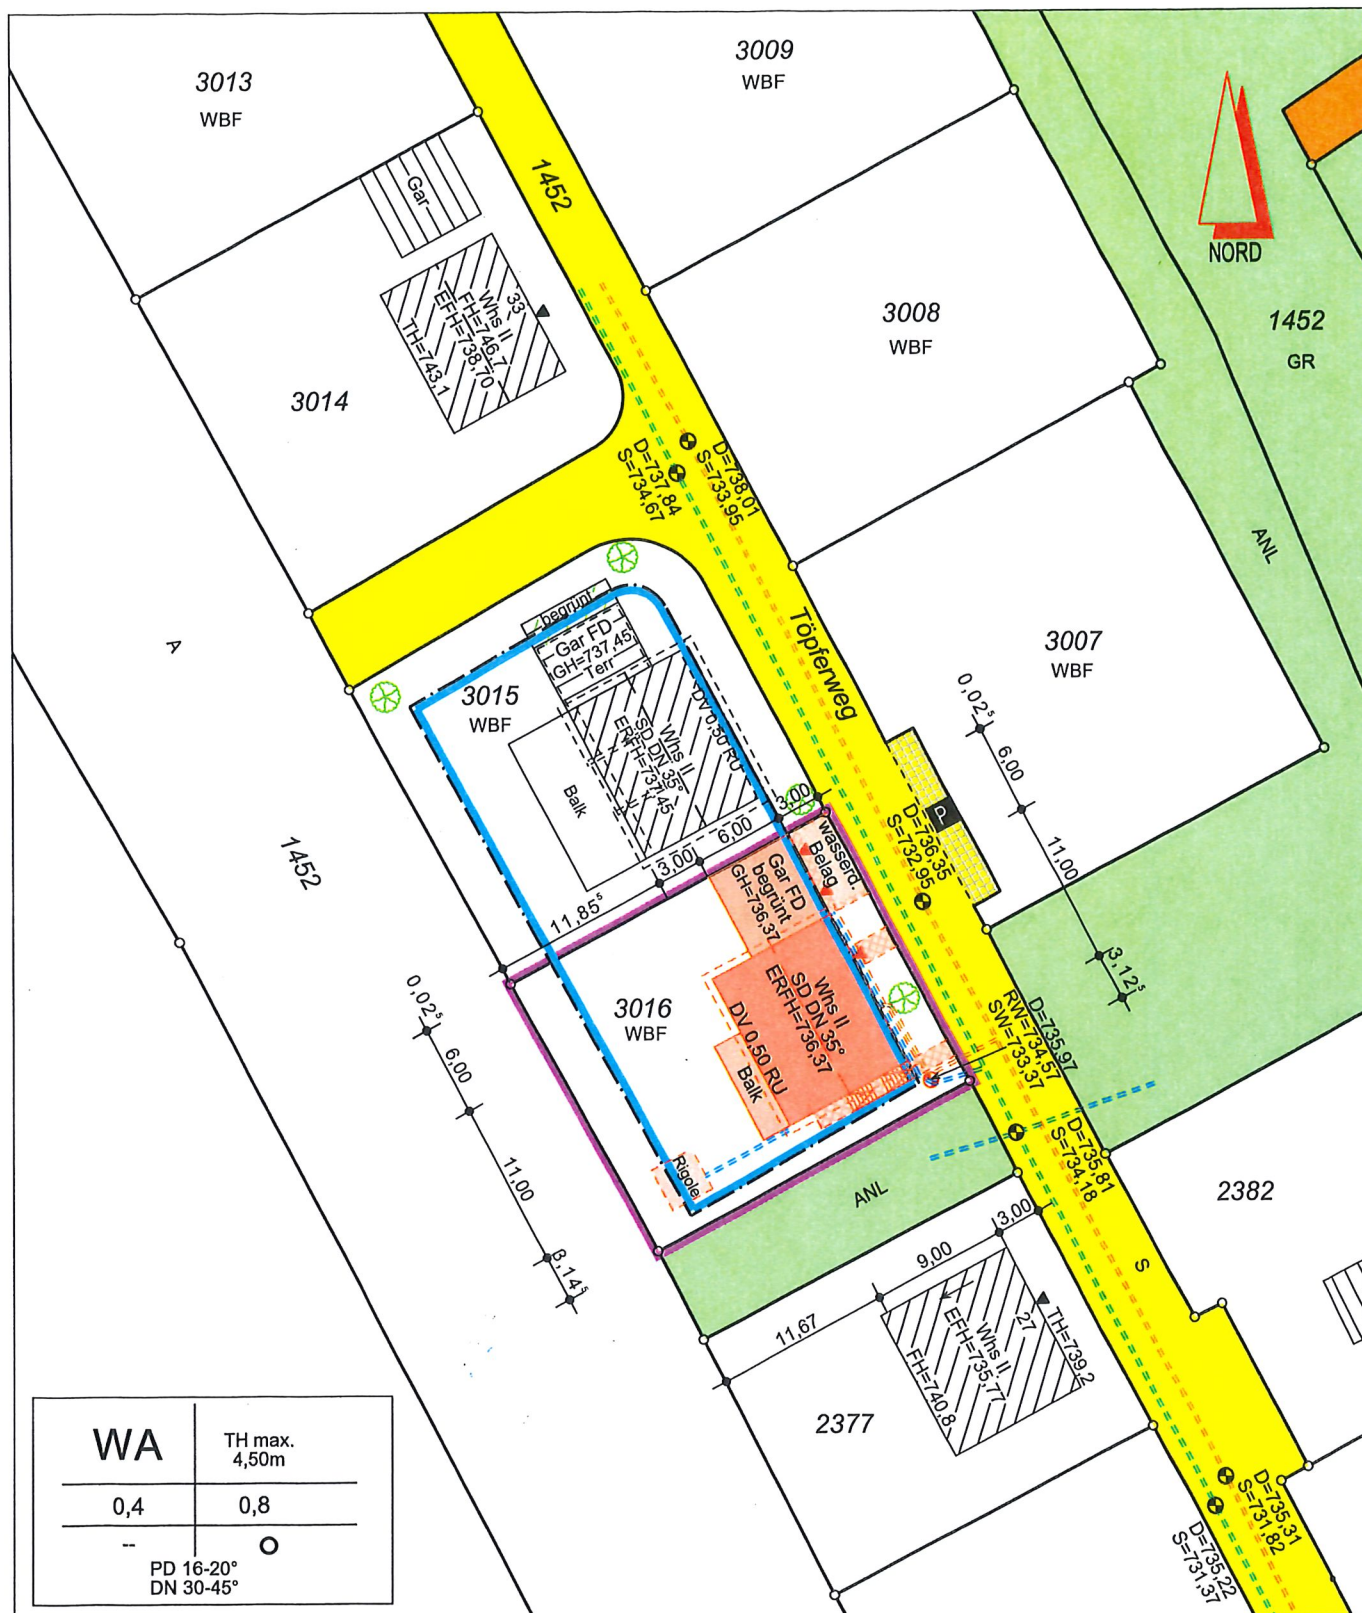 3013
WBF
3009
WBF
1452
Gar
NORD
33
Whs II
FH=746,7
EFH=738,70
TH=743,1
3008
WBF
1452
GR
3014
D=738,01
S=733,95
D=737,84
S=734,67
ANL
begrünt
Gar FD
GH=737,45
Terr
Töpferweg
3007
WBF
A
3015
WBF
DV 0,50 RU
Whs II
SD DN 35°
ERFH=737,45
Balk
0,02⁵
6,00
11,00
3,12⁵
P
D=736,35
S=732,95
3,00
6,00
3,00
11,85⁵
wasserd.
Belag
Gar FD
begrünt
GH=736,37
1452
3016
WBF
Whs II
SD DN 35°
ERFH=736,37
DV 0,50 RU
Balk
D=735,97
RW=734,57
SW=733,37
0,02⁵
6,00
11,00
3,14⁵
Rigole
ANL
D=735,81
S=734,18
2382
S
3,00
9,00
11,67
27
Whs II
EFH=735,77
FH=740,8
TH=739,2
2377
D=735,31
S=731,82
D=735,22
S=731,37
WA
TH max.
4,50m
0,4
0,8
--
PD 16-20°
DN 30-45°